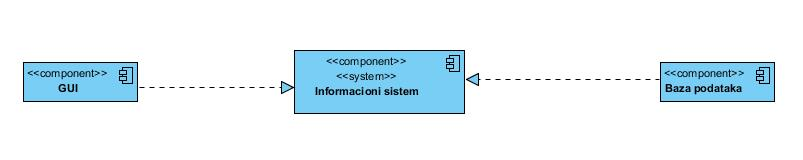 <<component>>
GUI
<<component>>
<<system>>
Informacioni sistem
<<component>>
Baza podataka